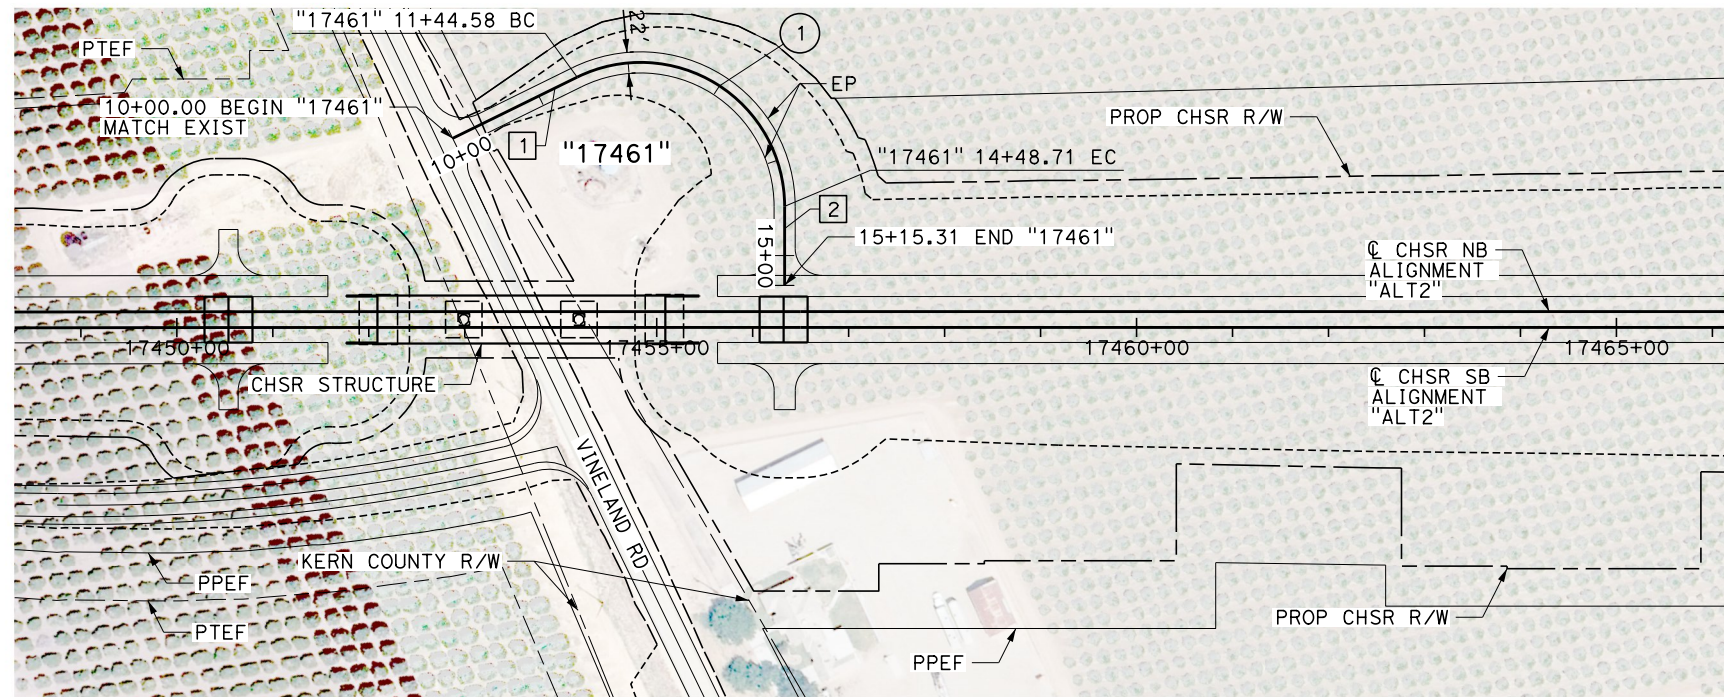 "17461" 11+44.58 BC
22'
1
PTEF
EP
10+00.00 BEGIN "17461"
MATCH EXIST
PROP CHSR R/W
10+00
1
"17461"
"17461" 14+48.71 EC
2
15+00
15+15.31 END "17461"
℄ CHSR NB
ALIGNMENT
"ALT2"
17450+00
17455+00
17460+00
17465+00
CHSR STRUCTURE
℄ CHSR SB
ALIGNMENT
"ALT2"
VINELAND RD
KERN COUNTY R/W
PPEF
PTEF
PROP CHSR R/W
PPEF